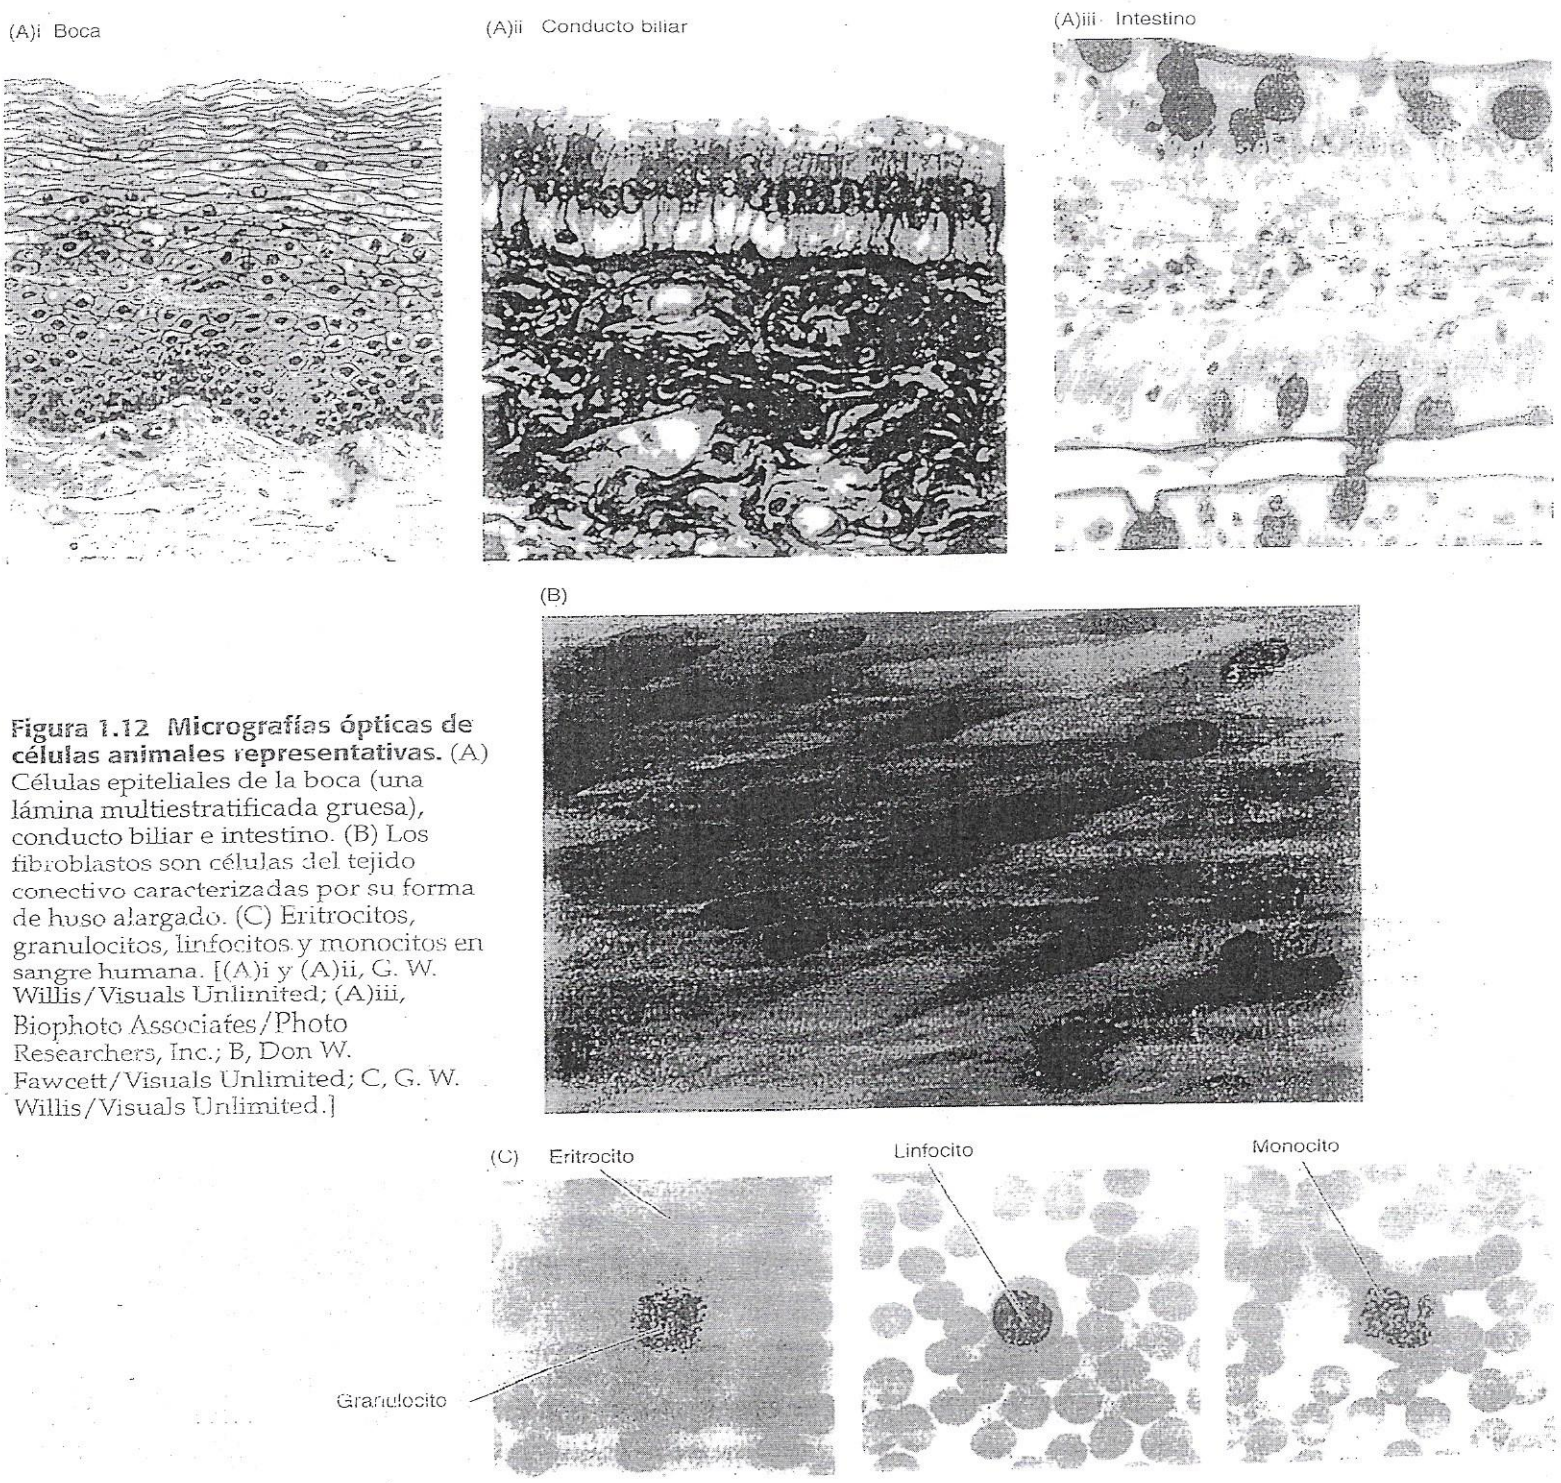 (A)i Boca
(A)ii Conducto biliar
(A)iii Intestino
(B)
Figura 1.12 Micrografías ópticas de
células animales representativas. (A)
Células epiteliales de la boca (una
lámina multiestratificada gruesa),
conducto biliar e intestino. (B) Los
fibroblastos son células del tejido
conectivo caracterizadas por su forma
de huso alargado. (C) Eritrocitos,
granulocitos, linfocitos y monocitos en
sangre humana. [(A)i y (A)ii, G. W.
Willis/Visuals Unlimited; (A)iii,
Biophoto Associates/Photo
Researchers, Inc.; B, Don W.
Fawcett/Visuals Unlimited; C, G. W.
Willis/Visuals Unlimited.]
(C) Eritrocito
Linfocito
Monocito
Granulocito